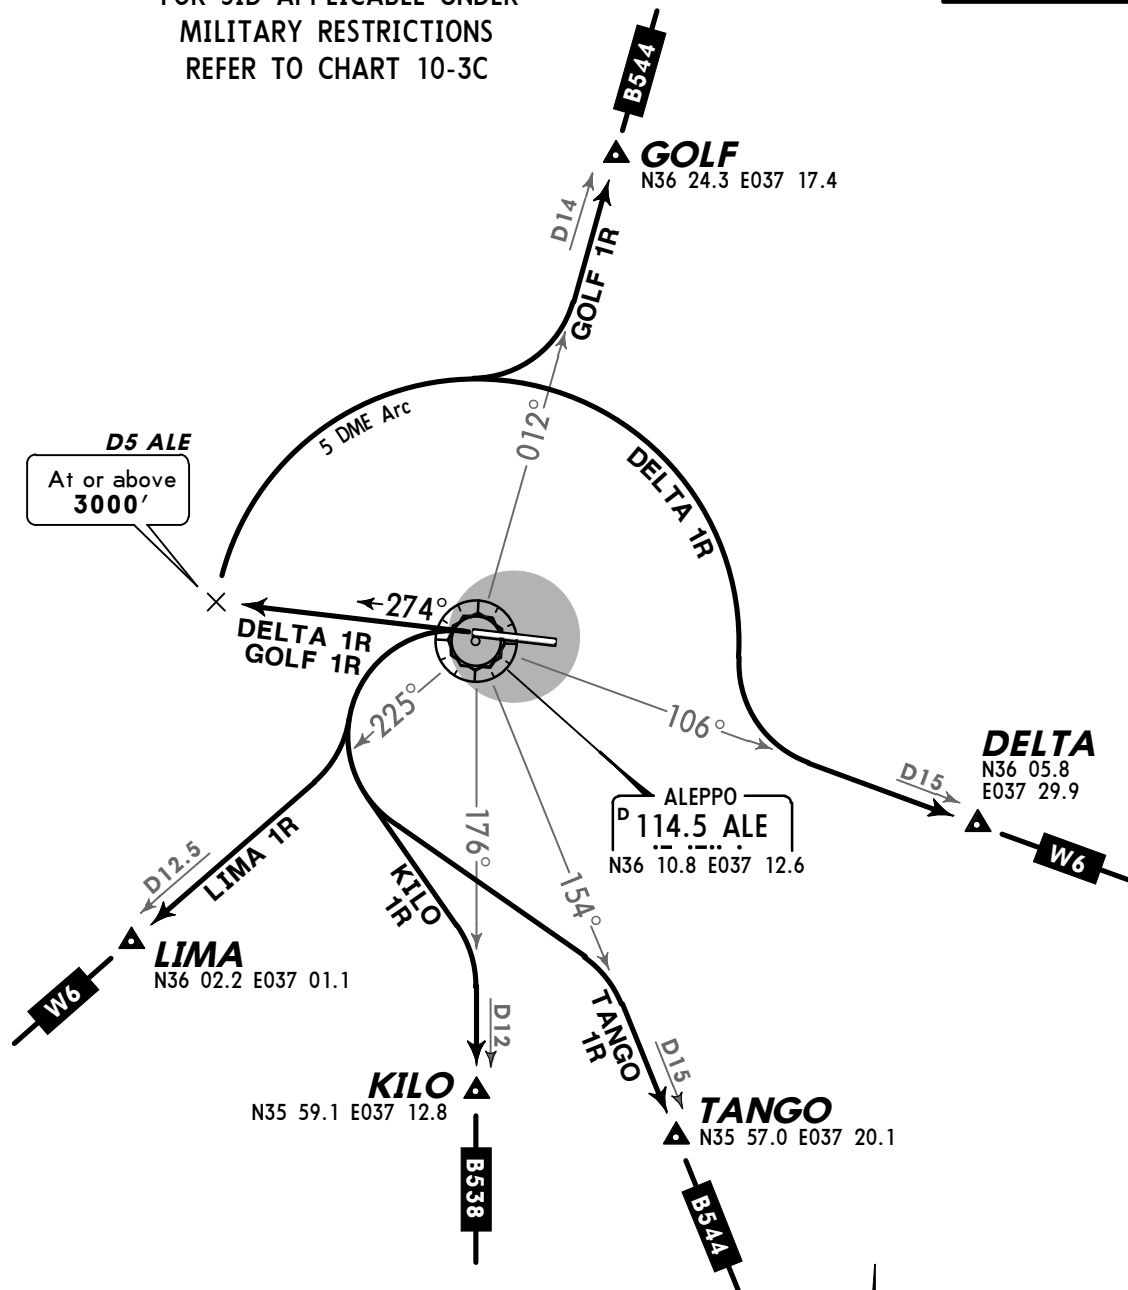 FOR SID APPLICABLE UNDER
MILITARY RESTRICTIONS
REFER TO CHART 10-3C
B544
GOLF
N36 24.3 E037 17.4
D14
GOLF 1R
5 DME Arc
012°
D5 ALE
At or above
3000'
DELTA 1R
274°
DELTA 1R
GOLF 1R
225°
106°
DELTA
N36 05.8
E037 29.9
D15
W6
ALEPPO
D 114.5 ALE
N36 10.8 E037 12.6
176°
154°
D12.5
LIMA 1R
KILO
1R
LIMA
N36 02.2 E037 01.1
W6
D12
TANGO
1R
D15
KILO
N35 59.1 E037 12.8
TANGO
N35 57.0 E037 20.1
B538
B544